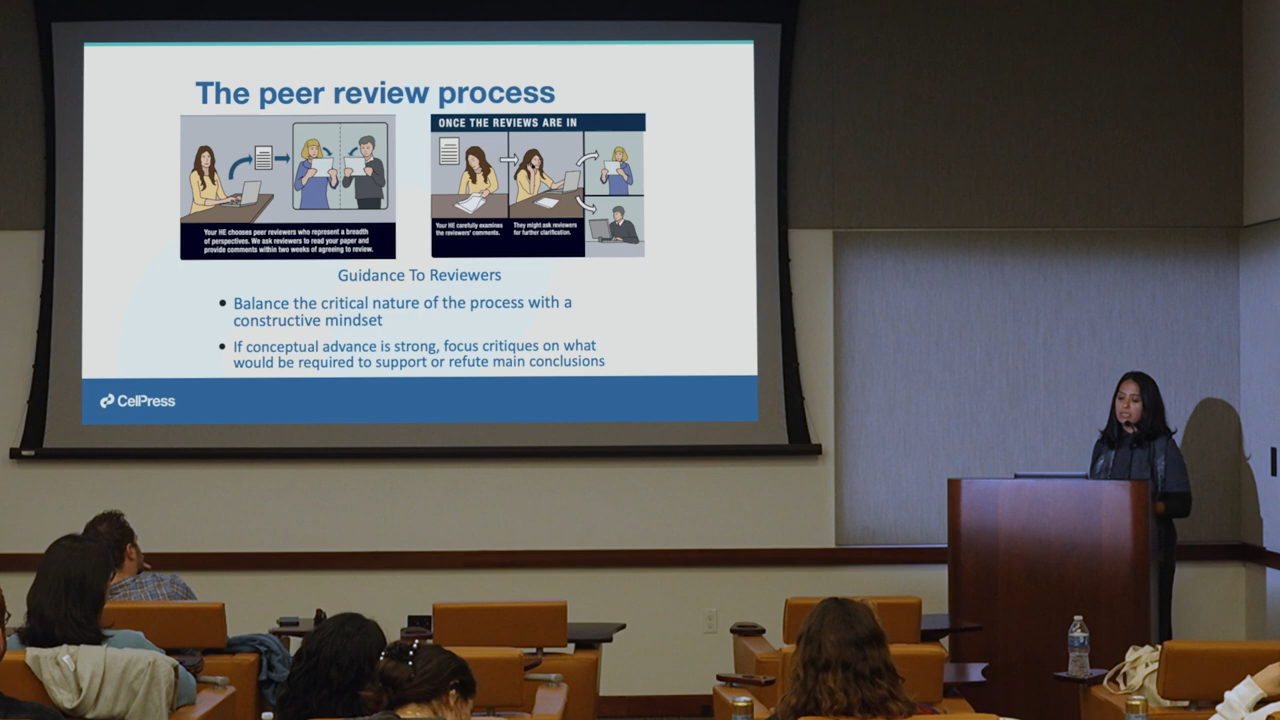 The peer review process
Your HE chooses peer reviewers who represent a breadth
of perspectives. We ask reviewers to read your paper and
provide comments within two weeks of agreeing to review.
ONCE THE REVIEWS ARE IN
Your HE carefully examines
the reviewers' comments.
They might ask reviewers
for further clarification.
Guidance To Reviewers
Balance the critical nature of the process with a
constructive mindset
If conceptual advance is strong, focus critiques on what
would be required to support or refute main conclusions
CellPress